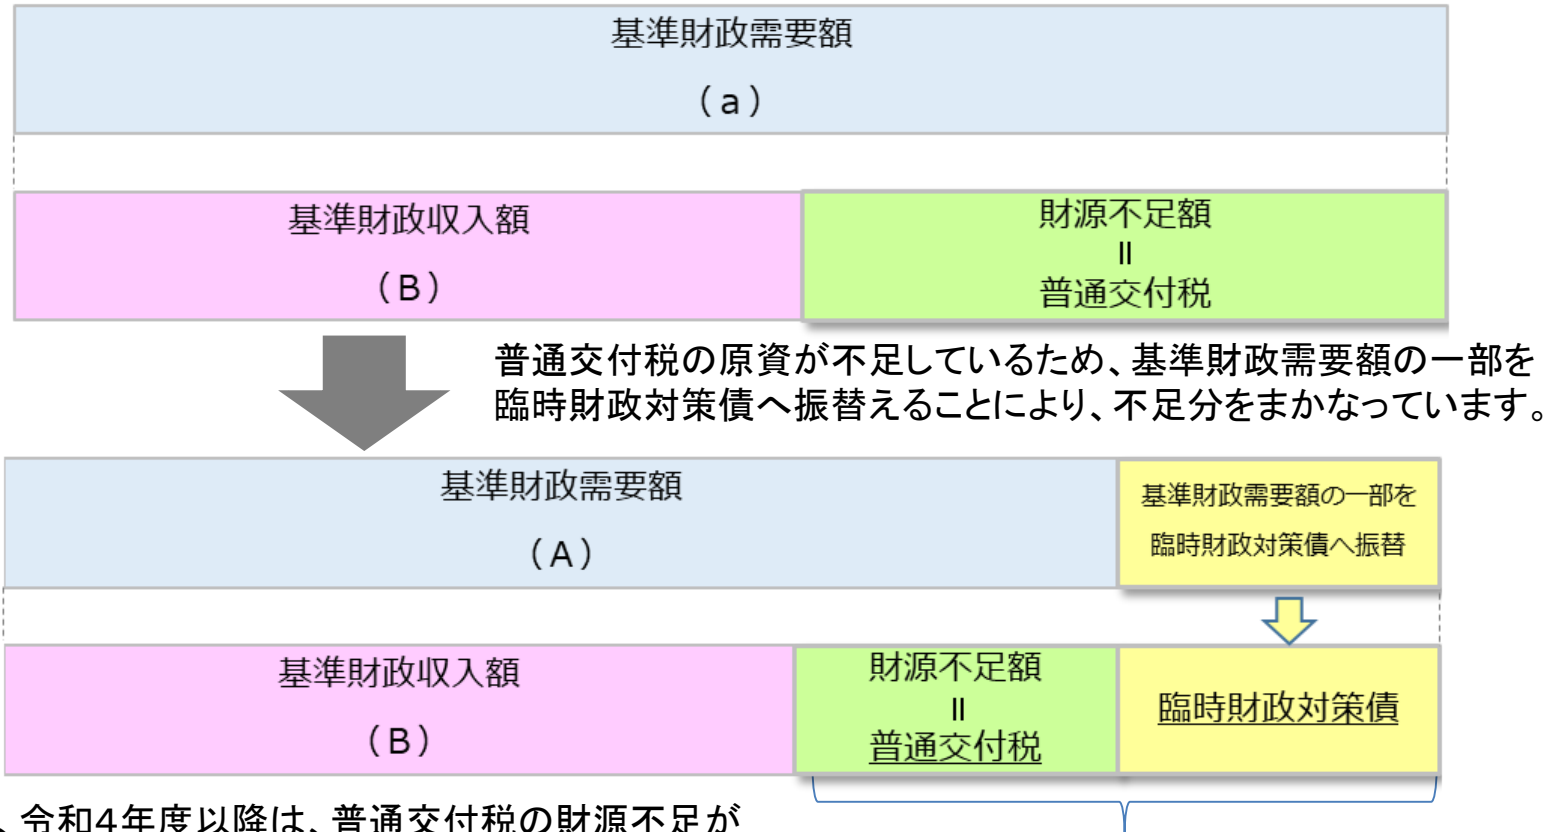 基準財政需要額
（ａ）
基準財政収入額
（Ｂ）
財源不足額
＝
普通交付税
普通交付税の原資が不足しているため、基準財政需要額の一部を
臨時財政対策債へ振替えることにより、不足分をまかなっています。
基準財政需要額
（Ａ）
基準財政需要額の一部を
臨時財政対策債へ振替
基準財政収入額
（Ｂ）
財源不足額
＝
普通交付税
臨時財政対策債
、令和４年度以降は、普通交付税の財源不足が